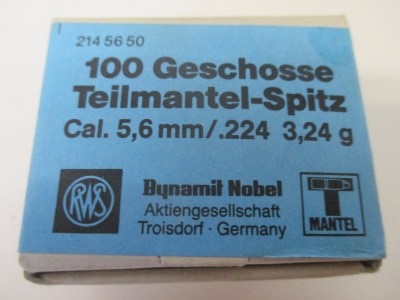 214 56 50
100 Geschosse
Teilmantel-Spitz
Cal. 5,6 mm/.224 3,24 g
RWS
Dynamit Nobel
Aktiengesellschaft
Troisdorf · Germany
T
MANTEL